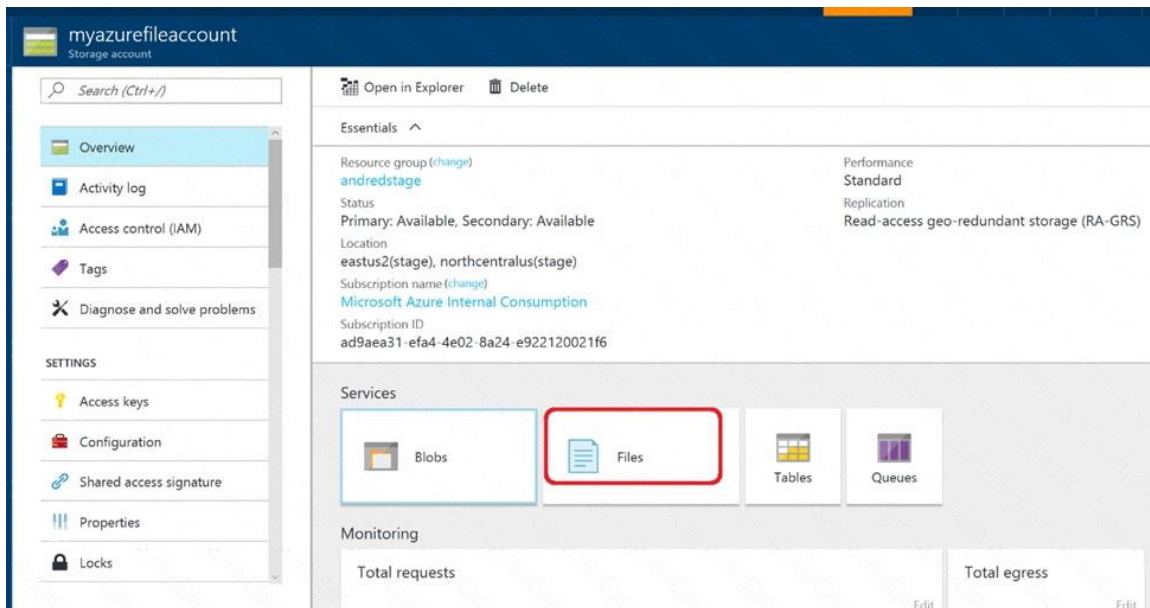 myazurefileaccount
Storage account
Search (Ctrl+/)
Overview
Activity log
Access control (IAM)
Tags
Diagnose and solve problems
SETTINGS
Access keys
Configuration
Shared access signature
Properties
Locks
Open in Explorer Delete
Essentials
Resource group (change)
andredstage
Status
Primary: Available, Secondary: Available
Location
eastus2(stage), northcentralus(stage)
Subscription name (change)
Microsoft Azure Internal Consumption
Subscription ID
ad9aea31-efa4-4e02-8a24-e922120021f6
Performance
Standard
Replication
Read-access geo-redundant storage (RA-GRS)
Services
Blobs
Files
Tables
Queues
Monitoring
Total requests
Edit
Total egress
Edit